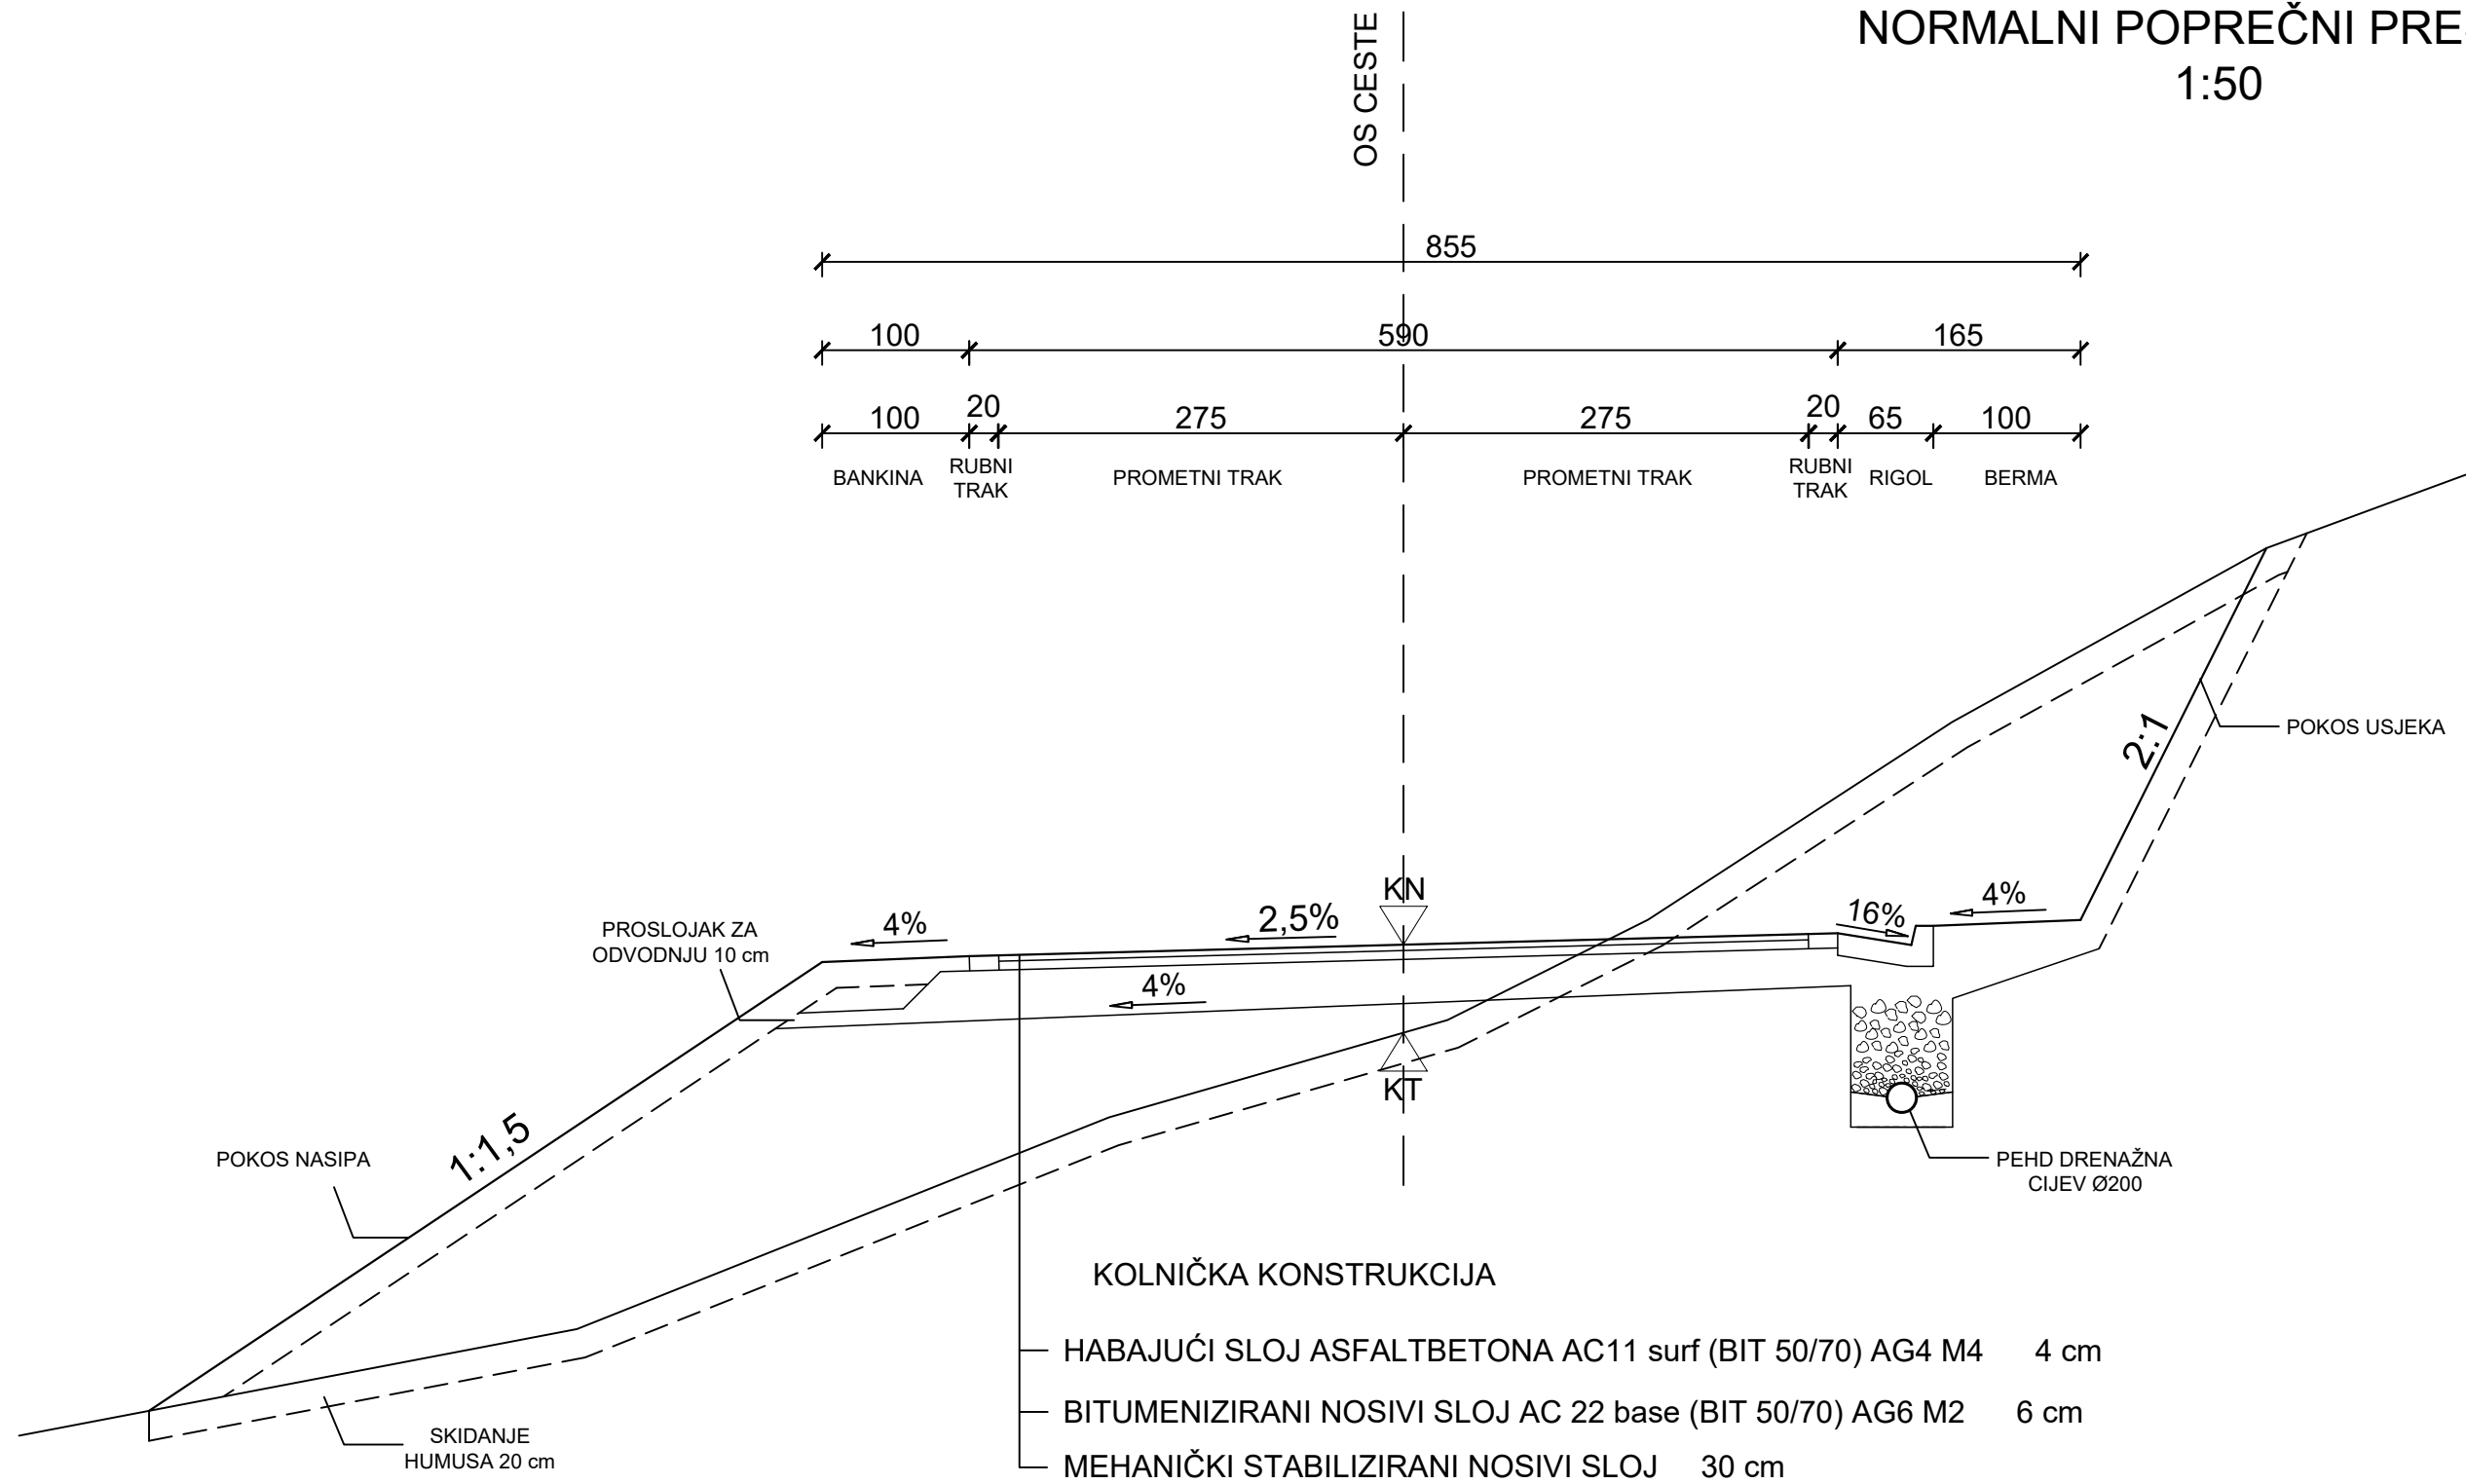 NORMALNI POPREČNI
1:50
OS CESTE
855
100 590 165
100 20 275 275 20 65 100
BANKINA
RUBNI
TRAK
PROMETNI TRAK
PROMETNI TRAK
RUBNI
TRAK
RIGOL
BERMA
2:1
POKOS USJEKA
KN
4%
2,5%
16%
4%
PROSLOJAK ZA
ODVODNJU 10 cm
4%
KT
1:1,5
POKOS NASIPA
PEHD DRENAŽNA
CIJEV Ø200
KOLNIČKA KONSTRUKCIJA
HABAJUĆI SLOJ ASFALTBETONA AC11 surf (BIT 50/70) AG4 M4 4 cm
BITUMENIZIRANI NOSIVI SLOJ AC 22 base (BIT 50/70) AG6 M2 6 cm
MEHANIČKI STABILIZIRANI NOSIVI SLOJ 30 cm
SKIDANJE
HUMUSA 20 cm